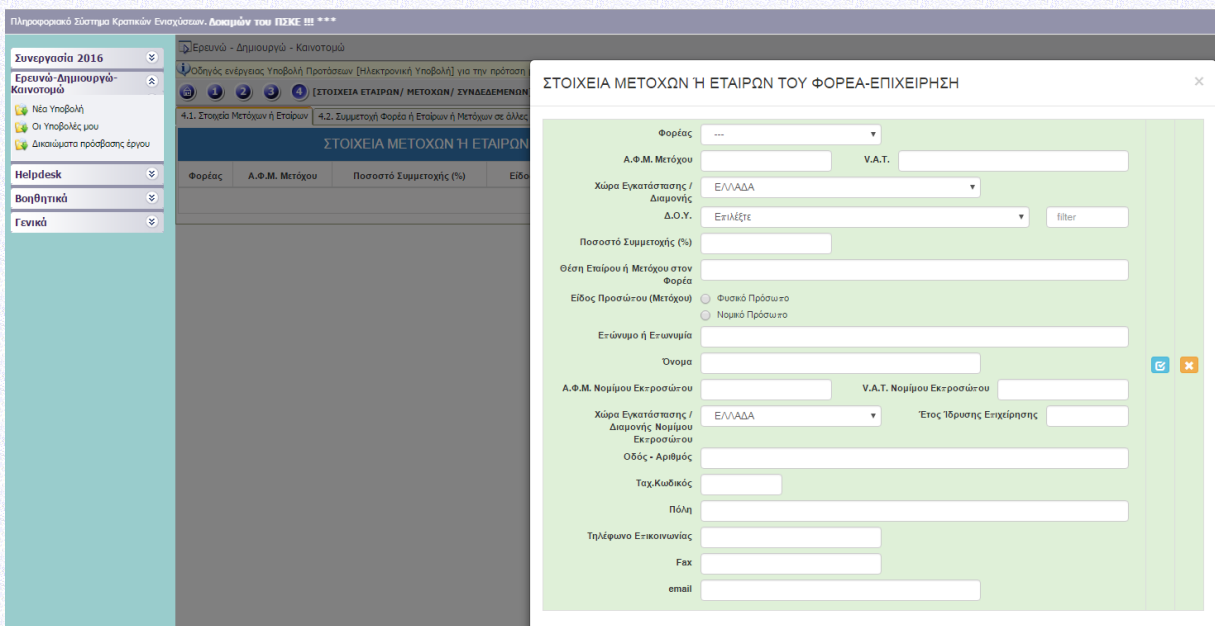 Πληροφοριακό Σύστημα Κρατικών Ενισχύσεων. Δοκιμών του ΠΣΚΕ !!! ***
Συνεργασία 2016
Ερευνώ-Δημιουργώ-
Καινοτομώ
Νέα Υποβολή
Οι Υποβολές μου
Δικαιώματα πρόσβασης έργου
Helpdesk
Βοηθητικά
Γενικά
Ερευνώ - Δημιουργώ - Καινοτομώ
Οδηγός ενέργειας Υποβολή Προτάσεων [Ηλεκτρονική Υποβολή] για την πρόταση
1 2 3 4 [ΣΤΟΙΧΕΙΑ ΕΤΑΙΡΩΝ/ ΜΕΤΟΧΩΝ/ ΣΥΝΔΕΔΕΜΕΝΩΝ
4.1. Στοιχεία Μετόχων ή Εταίρων 4.2. Συμμετοχή Φορέα ή Εταίρων ή Μετόχων σε άλλες
ΣΤΟΙΧΕΙΑ ΜΕΤΟΧΩΝ Ή ΕΤΑΙΡΩΝ
Φορέας Α.Φ.Μ. Μετόχου Ποσοστό Συμμετοχής (%) Είδο
ΣΤΟΙΧΕΙΑ ΜΕΤΟΧΩΝ Ή ΕΤΑΙΡΩΝ ΤΟΥ ΦΟΡΕΑ-ΕΠΙΧΕΙΡΗΣΗ ×
Φορέας ---
Α.Φ.Μ. Μετόχου V.A.T.
Χώρα Εγκατάστασης / ΕΛΛΑΔΑ
Διαμονής
Δ.Ο.Υ. Επιλέξτε filter
Ποσοστό Συμμετοχής (%)
Θέση Εταίρου ή Μετόχου στον
Φορέα
Είδος Προσώπου (Μετόχου) Φυσικό Πρόσωπο
Νομικό Πρόσωπο
Επώνυμο ή Επωνυμία
Όνομα
Α.Φ.Μ. Νομίμου Εκπροσώπου V.A.T. Νομίμου Εκπροσώπου
Χώρα Εγκατάστασης / ΕΛΛΑΔΑ Έτος Ίδρυσης Επιχείρησης
Διαμονής Νομίμου
Εκπροσώπου
Οδός - Αριθμός
Ταχ.Κωδικός
Πόλη
Τηλέφωνο Επικοινωνίας
Fax
email